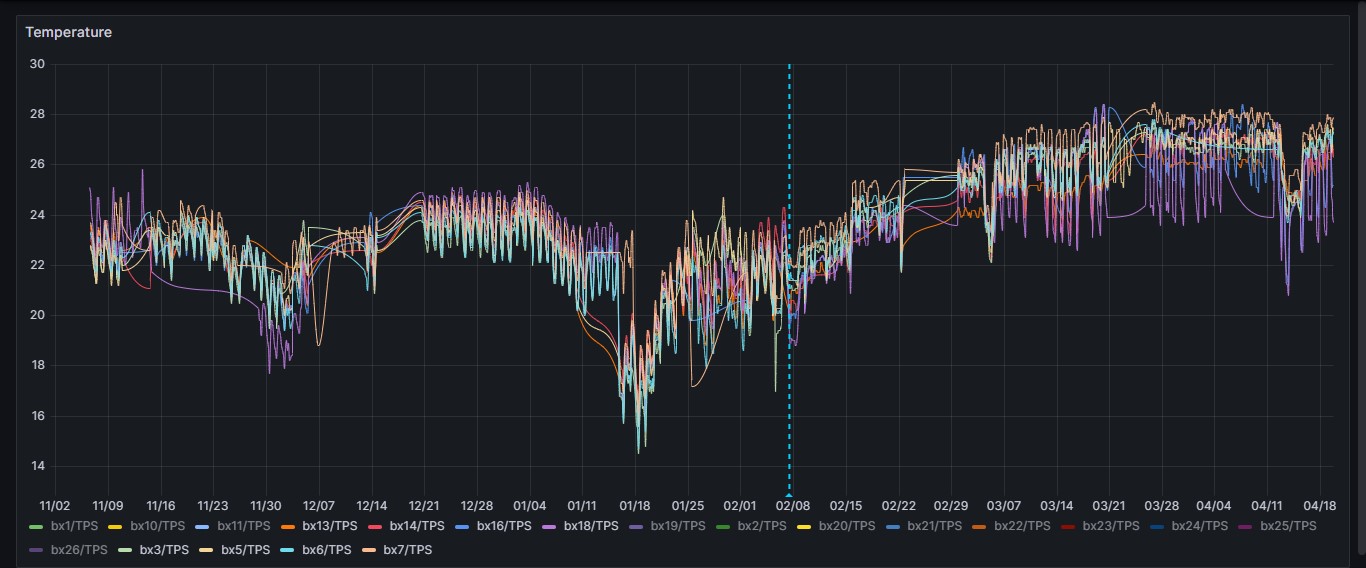 Temperature
30
28
26
24
22
20
18
16
14
11/02 11/09 11/16 11/23 11/30 12/07 12/14 12/21 12/28 01/04 01/11 01/18 01/25 02/01 02/08 02/15 02/22 02/29 03/07 03/14 03/21 03/28 04/04 04/11 04/18
bx1/TPS bx10/TPS bx11/TPS bx13/TPS bx14/TPS bx16/TPS bx18/TPS bx19/TPS bx2/TPS bx20/TPS bx21/TPS bx22/TPS bx23/TPS bx24/TPS bx25/TPS
bx26/TPS bx3/TPS bx5/TPS bx6/TPS bx7/TPS